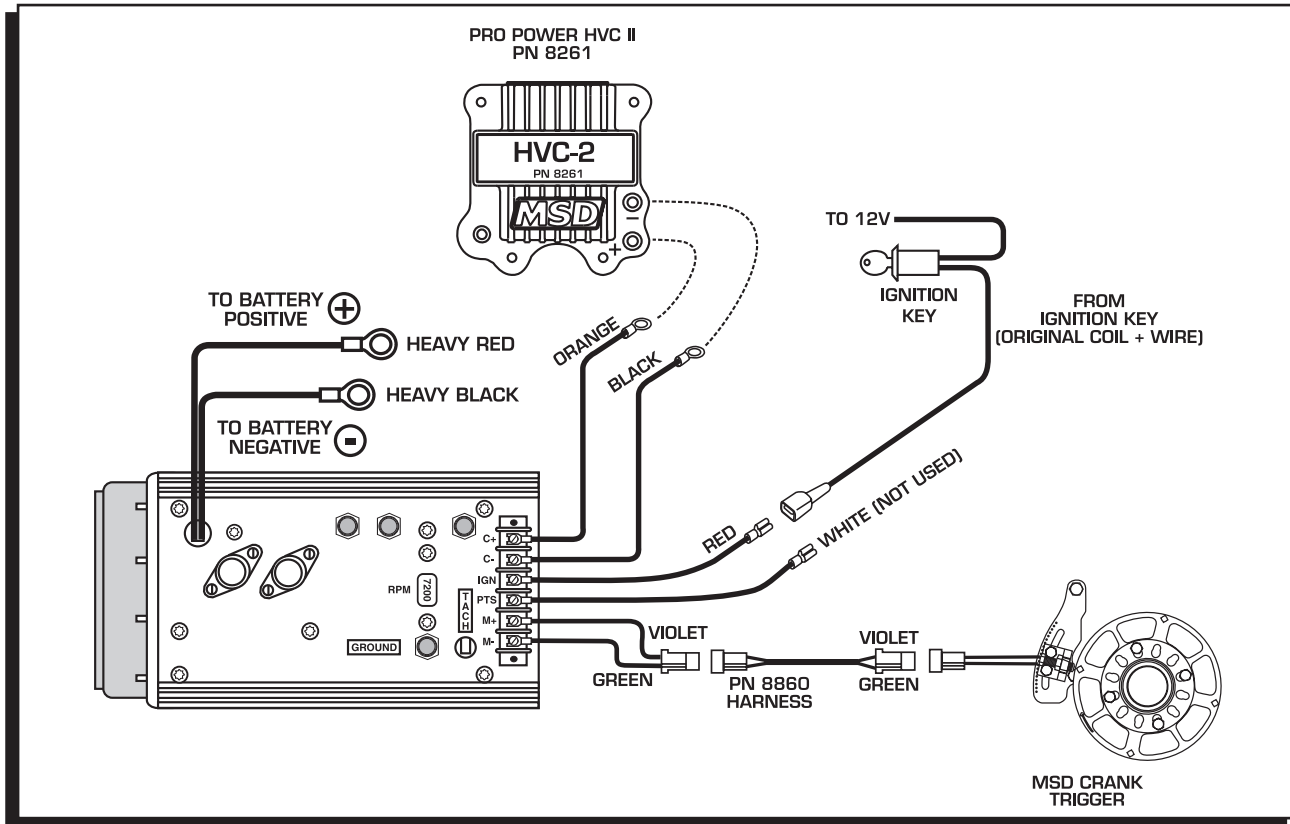 PRO POWER HVC II
PN 8261
HVC-2
PN 8261
MSD
-
+
TO 12V
IGNITION
KEY
FROM
IGNITION KEY
(ORIGINAL COIL + WIRE)
TO BATTERY
POSITIVE +
HEAVY RED
HEAVY BLACK
TO BATTERY
NEGATIVE -
ORANGE
BLACK
RED
WHITE (NOT USED)
C+
C-
IGN
PTS
M+
M-
RPM
7200
TACH
GROUND
VIOLET
GREEN
PN 8860
HARNESS
VIOLET
GREEN
MSD CRANK
TRIGGER